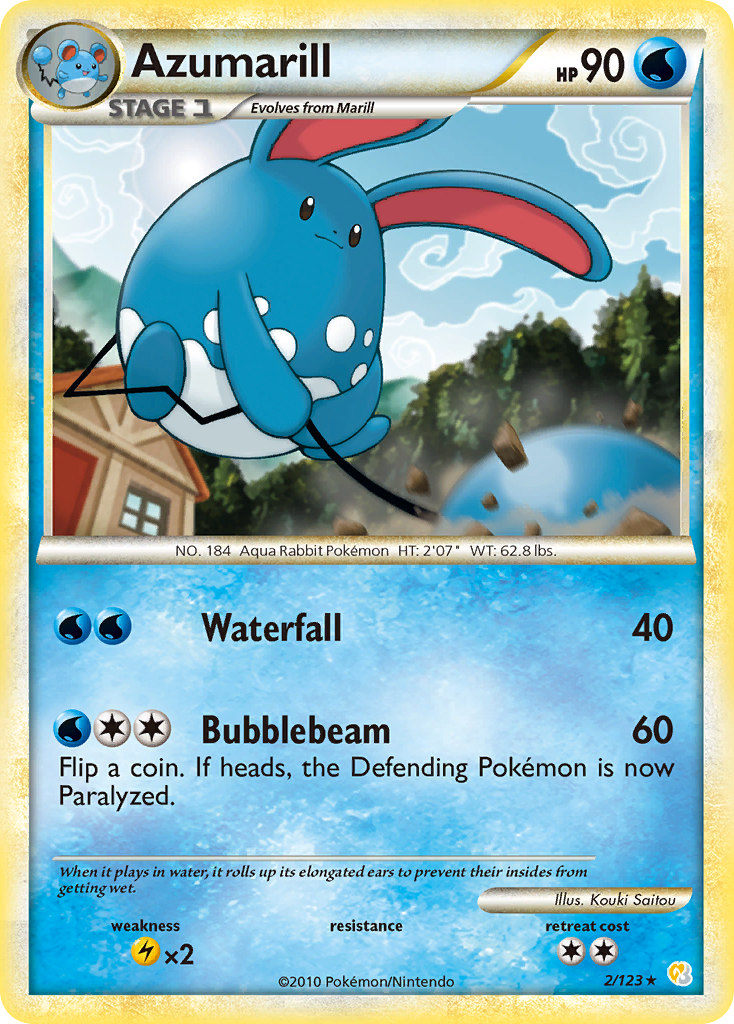 Azumarill
HP 90
STAGE 1
Evolves from Marill
NO. 184 Aqua Rabbit Pokémon HT: 2'07" WT: 62.8 lbs.
Waterfall 40
Bubblebeam 60
Flip a coin. If heads, the Defending Pokémon is now
Paralyzed.
When it plays in water, it rolls up its elongated ears to prevent their insides from
getting wet.
Illus. Kouki Saitou
weakness resistance retreat cost
×2
©2010 Pokémon/Nintendo 2/123 ★